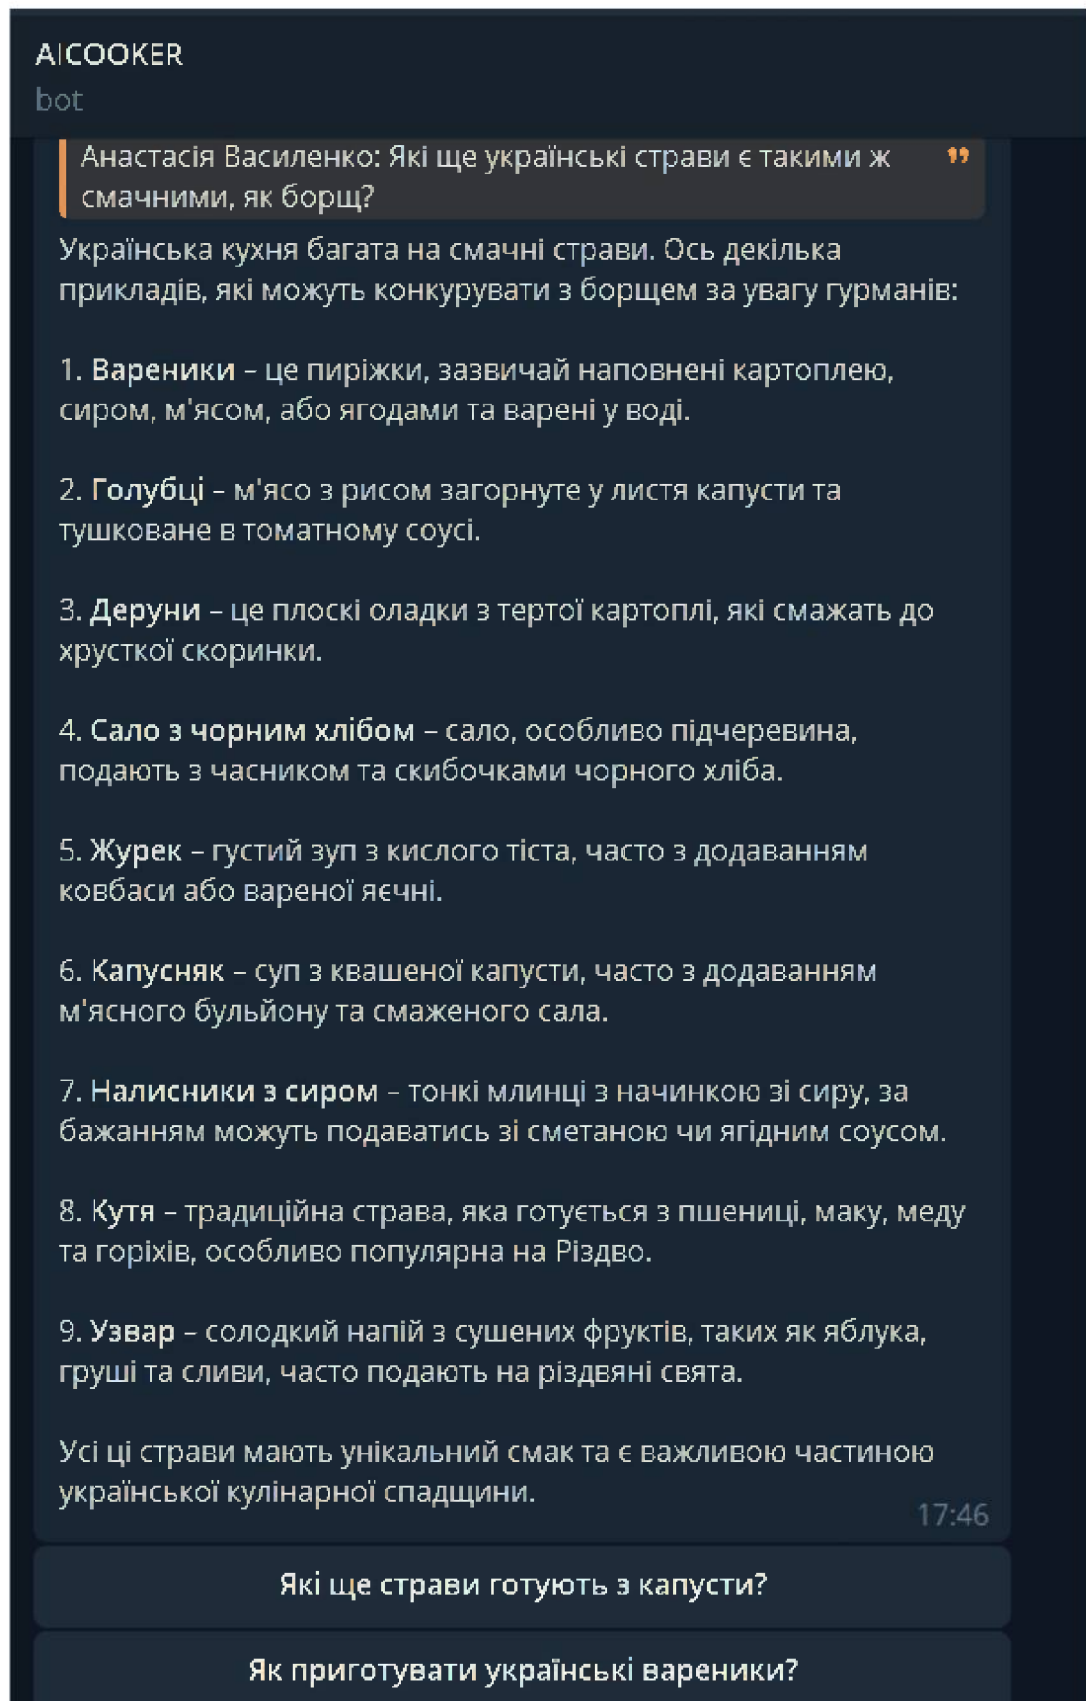 AICOOKER
bot
Анастасія Василенко: Які ще українські страви є такими ж
смачними, як борщ?
Українська кухня багата на смачні страви. Ось декілька
прикладів, які можуть конкурувати з борщем за увагу гурманів:
1. Вареники – це пиріжки, зазвичай наповнені картоплею,
сиром, м'ясом, або ягодами та варені у воді.
2. Голубці – м'ясо з рисом загорнуте у листя капусти та
тушковане в томатному соусі.
3. Деруни – це плоскі оладки з тертої картоплі, які смажать до
хрусткої скоринки.
4. Сало з чорним хлібом – сало, особливо підчеревина,
подають з часником та скибочками чорного хліба.
5. Журек – густий зуп з кислого тіста, часто з додаванням
ковбаси або вареної яєчні.
6. Капусняк – суп з квашеної капусти, часто з додаванням
м'ясного бульйону та смаженого сала.
7. Налисники з сиром – тонкі млинці з начинкою зі сиру, за
бажанням можуть подаватись зі сметаною чи ягідним соусом.
8. Кутя – традиційна страва, яка готується з пшениці, маку, меду
та горіхів, особливо популярна на Різдво.
9. Узвар – солодкий напій з сушених фруктів, таких як яблука,
груші та сливи, часто подають на різдвяні свята.
Усі ці страви мають унікальний смак та є важливою частиною
української кулінарної спадщини.
17:46
Які ще страви готують з капусти?
Як приготувати українські вареники?